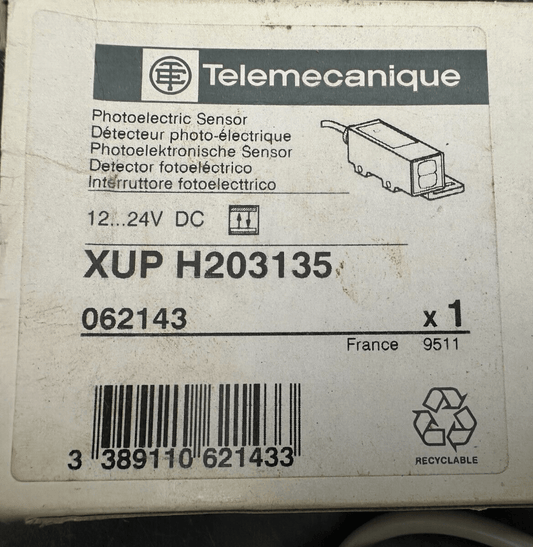 Telemecanique
Photoelectric Sensor
Détecteur photo-électrique
Photoelektronische Sensor
Detector fotoeléctrico
Interruttore fotoelecttrico
12...24V DC
XUP H203135
062143 x 1
France 9511
3 389110 621433
RECYCLABLE